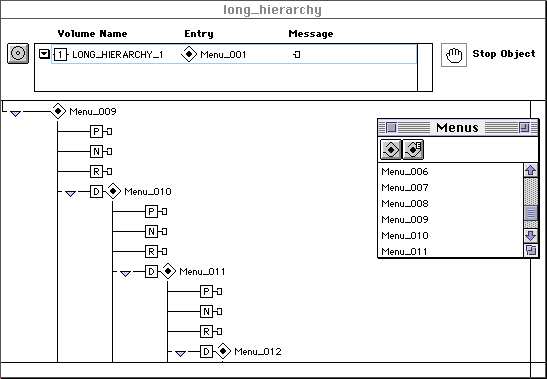 long_hierarchy
Volume Name Entry Message
1 LONG_HIERARCHY_1 Menu_001
Stop Object
Menu_009
P
N
R
D Menu_010
P
N
R
D Menu_011
P
N
R
D Menu_012
Menus
E
Menu_006
Menu_007
Menu_008
Menu_009
Menu_010
Menu_011